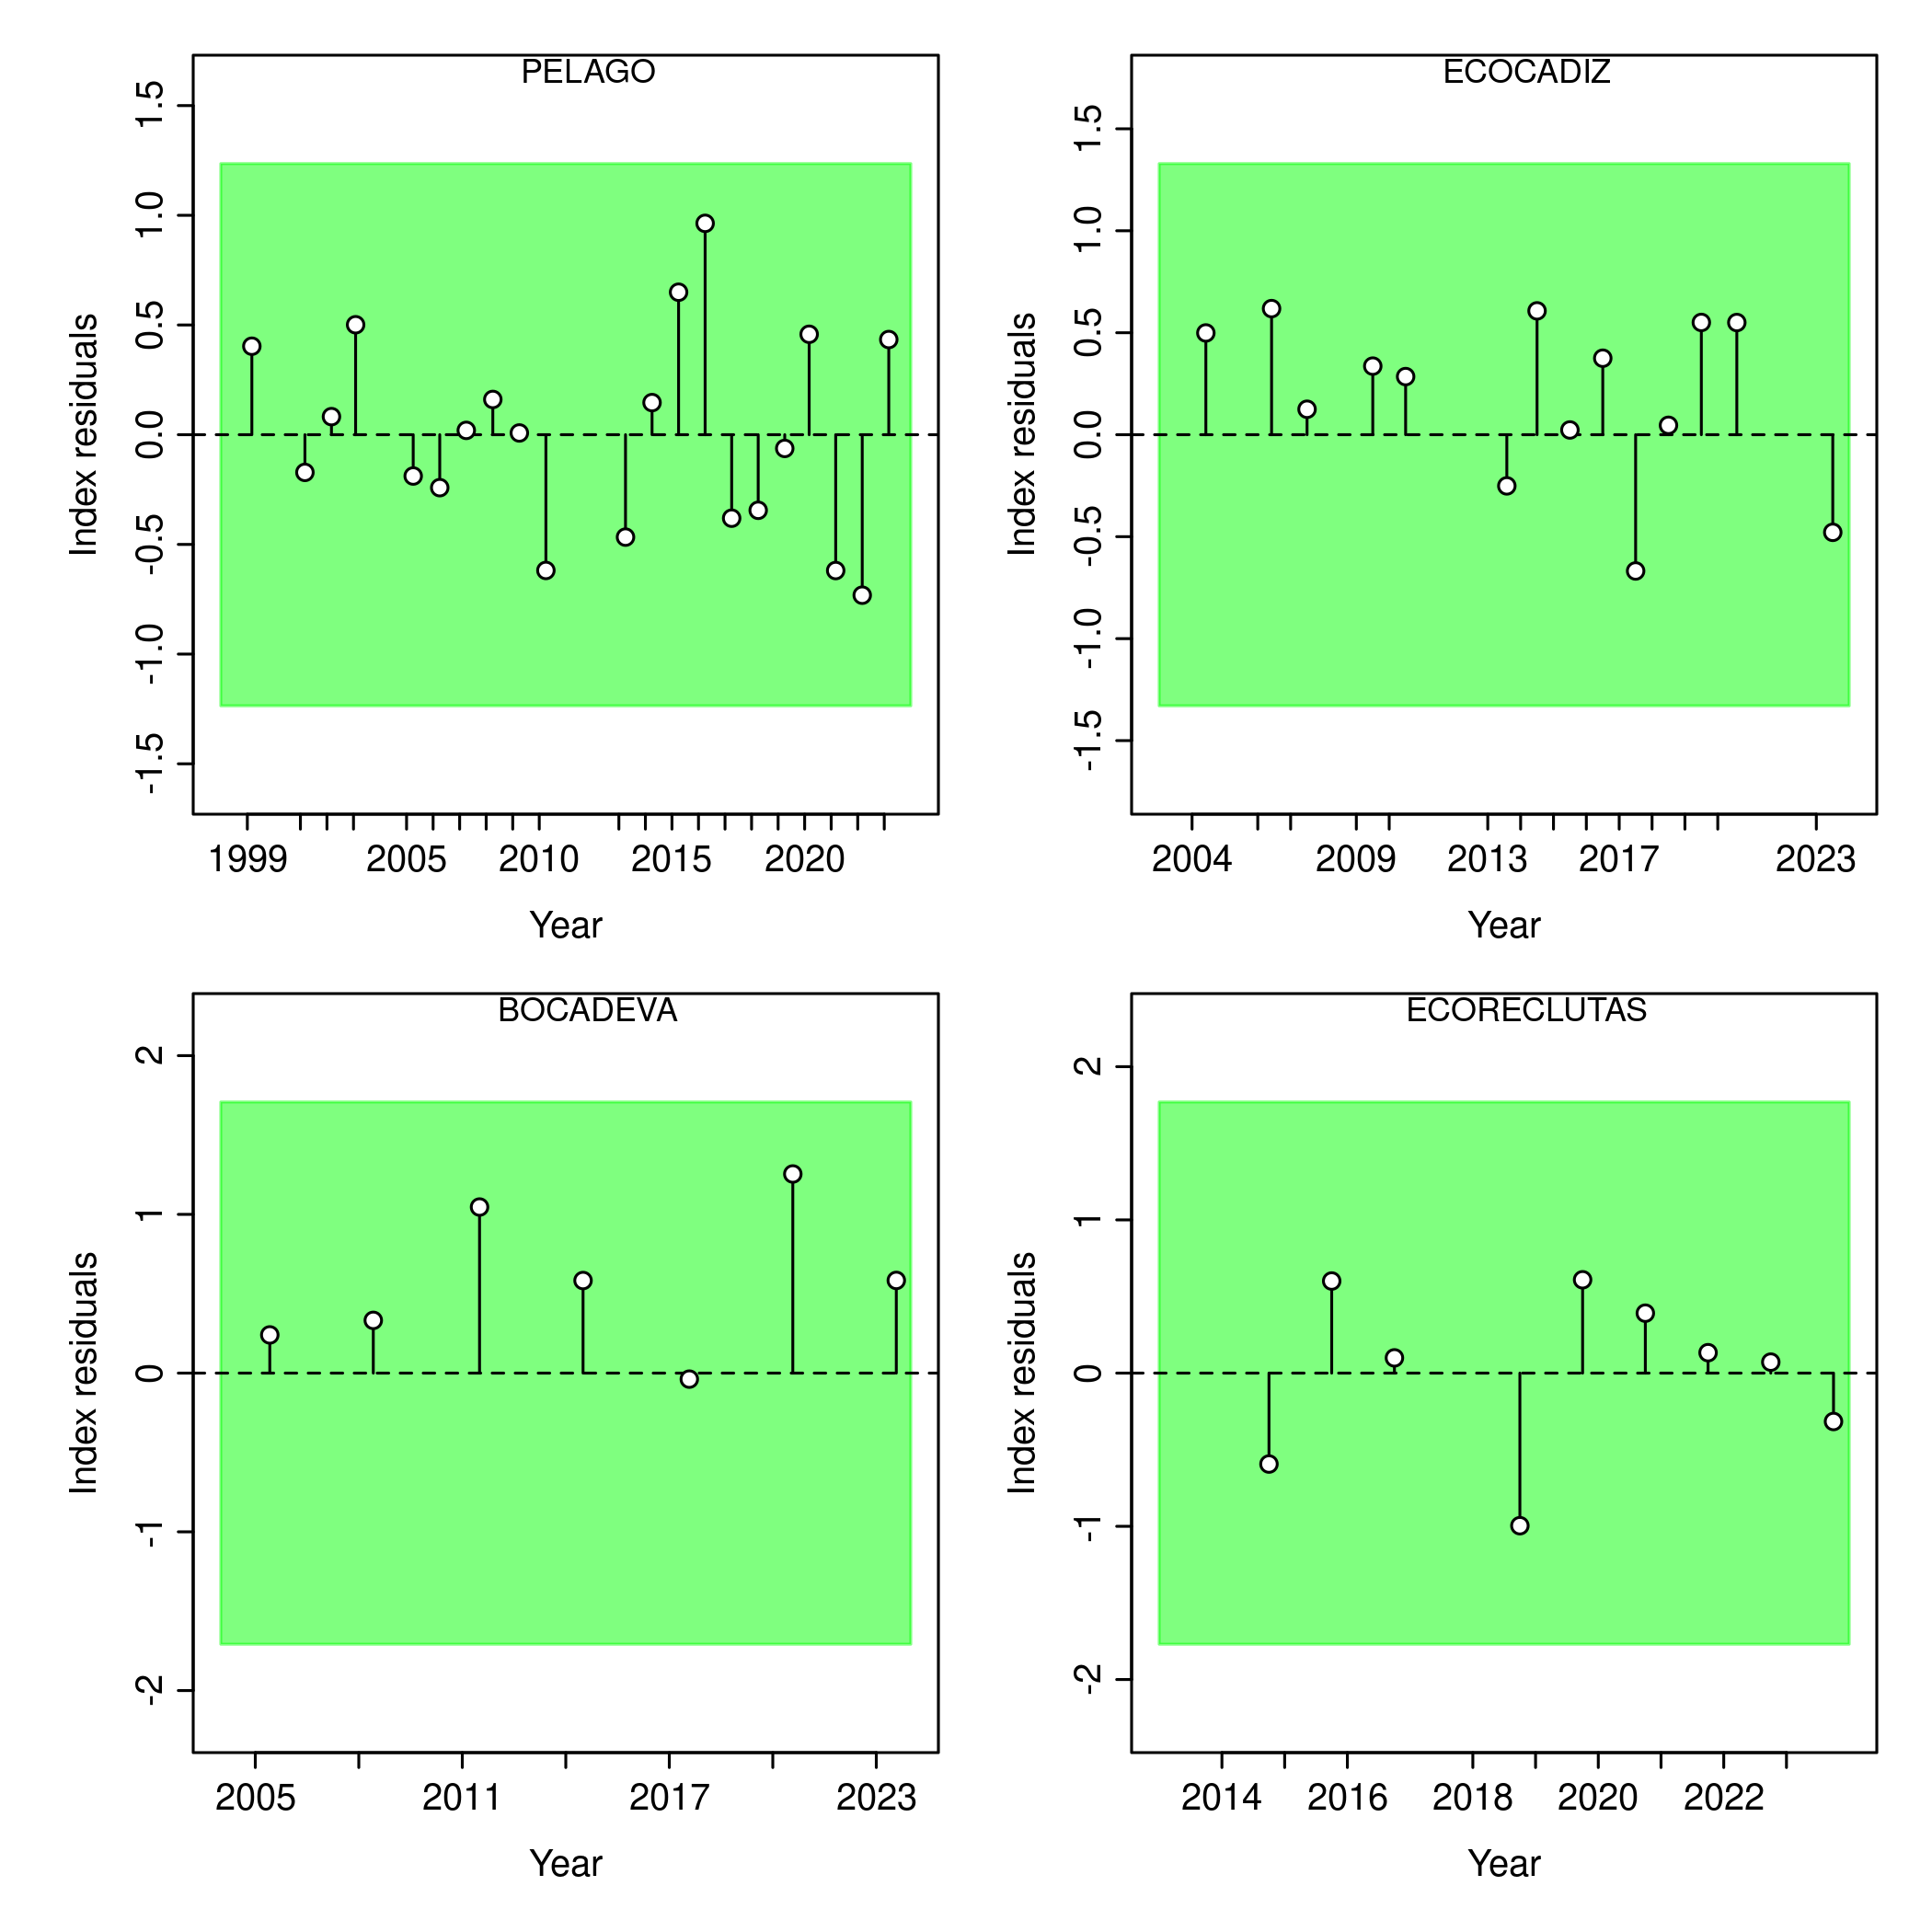 PELAGO
Index residuals
1.5
1.0
0.5
0.0
-0.5
-1.0
-1.5
1999 2005 2010 2015 2020
Year
ECOCADIZ
Index residuals
1.5
1.0
0.5
0.0
-0.5
-1.0
-1.5
2004 2009 2013 2017 2023
Year
BOCADEVA
Index residuals
2
1
0
-1
-2
2005 2011 2017 2023
Year
ECORECLUTAS
Index residuals
2
1
0
-1
-2
2014 2016 2018 2020 2022
Year